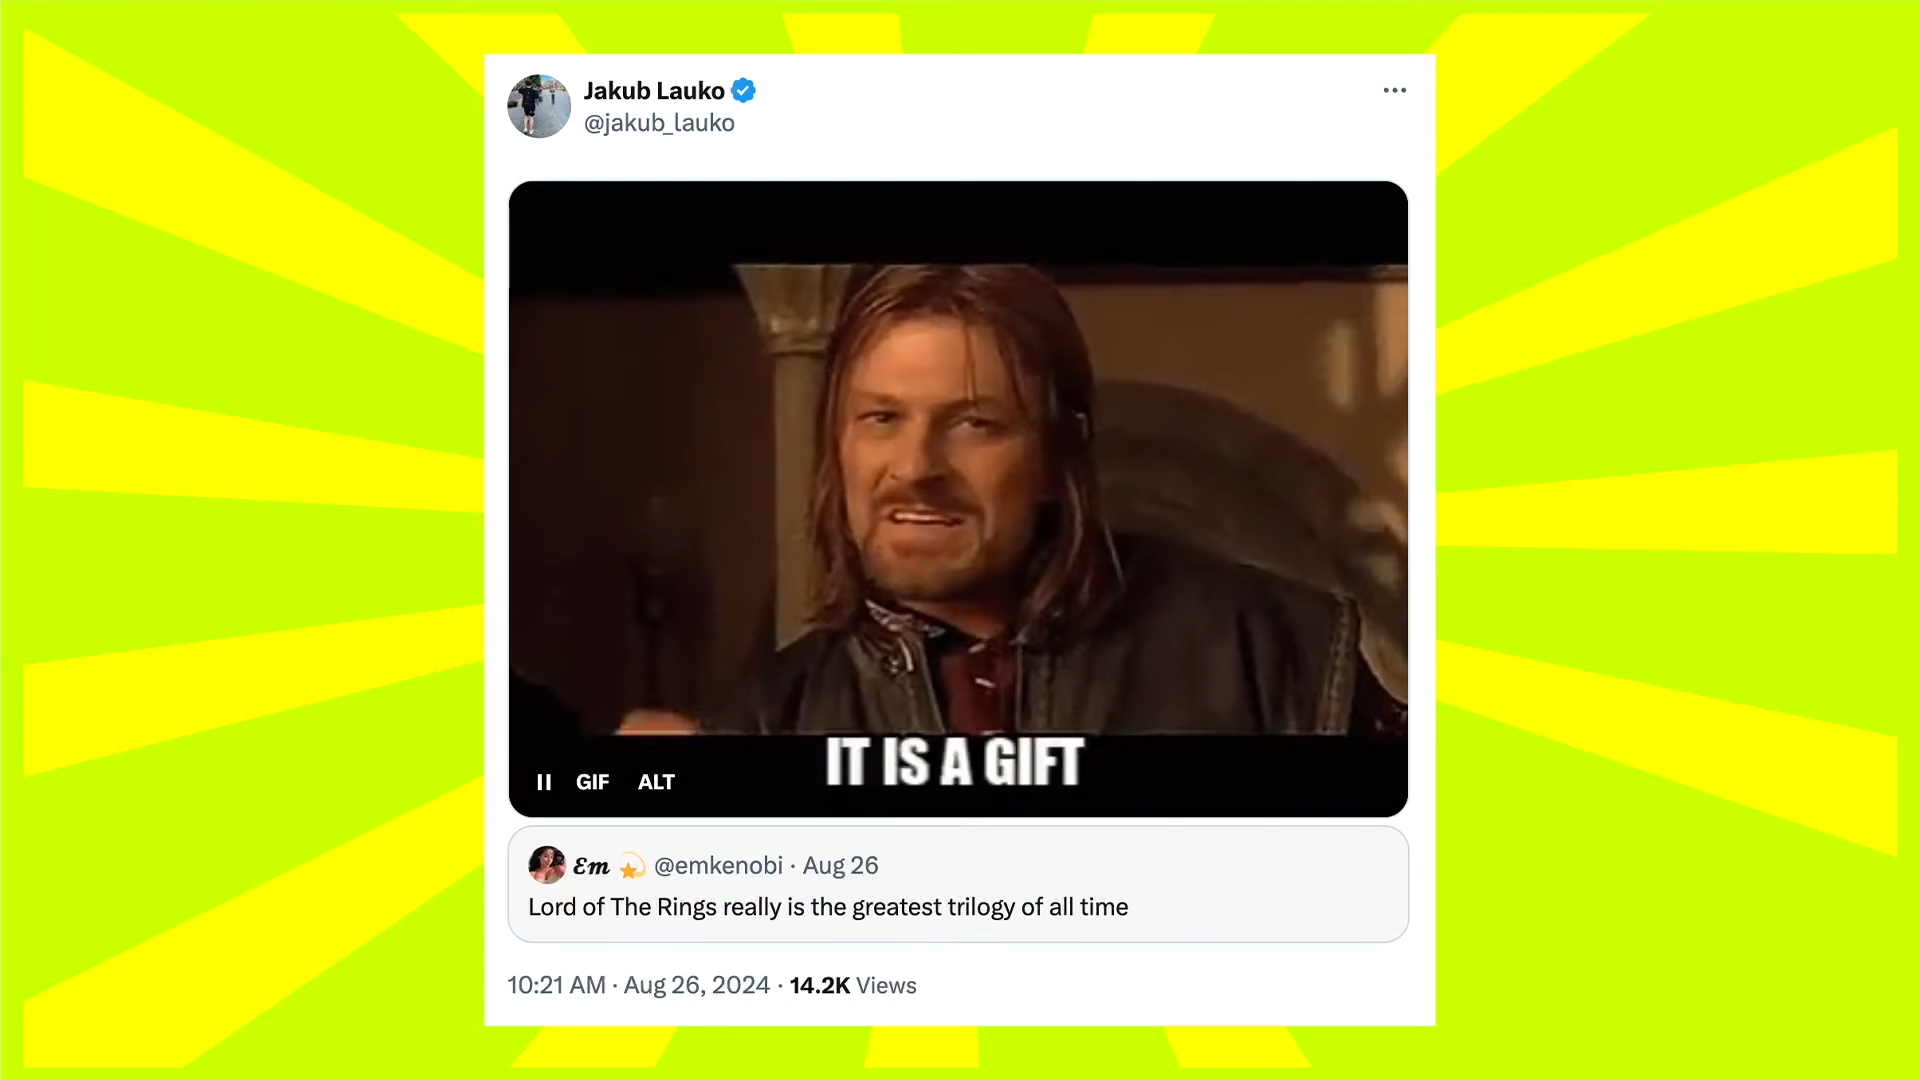 Jakub Lauko
@jakub_lauko
IT IS A GIFT
GIF ALT
Em @emkenobi · Aug 26
Lord of The Rings really is the greatest trilogy of all time
10:21 AM · Aug 26, 2024 · 14.2K Views